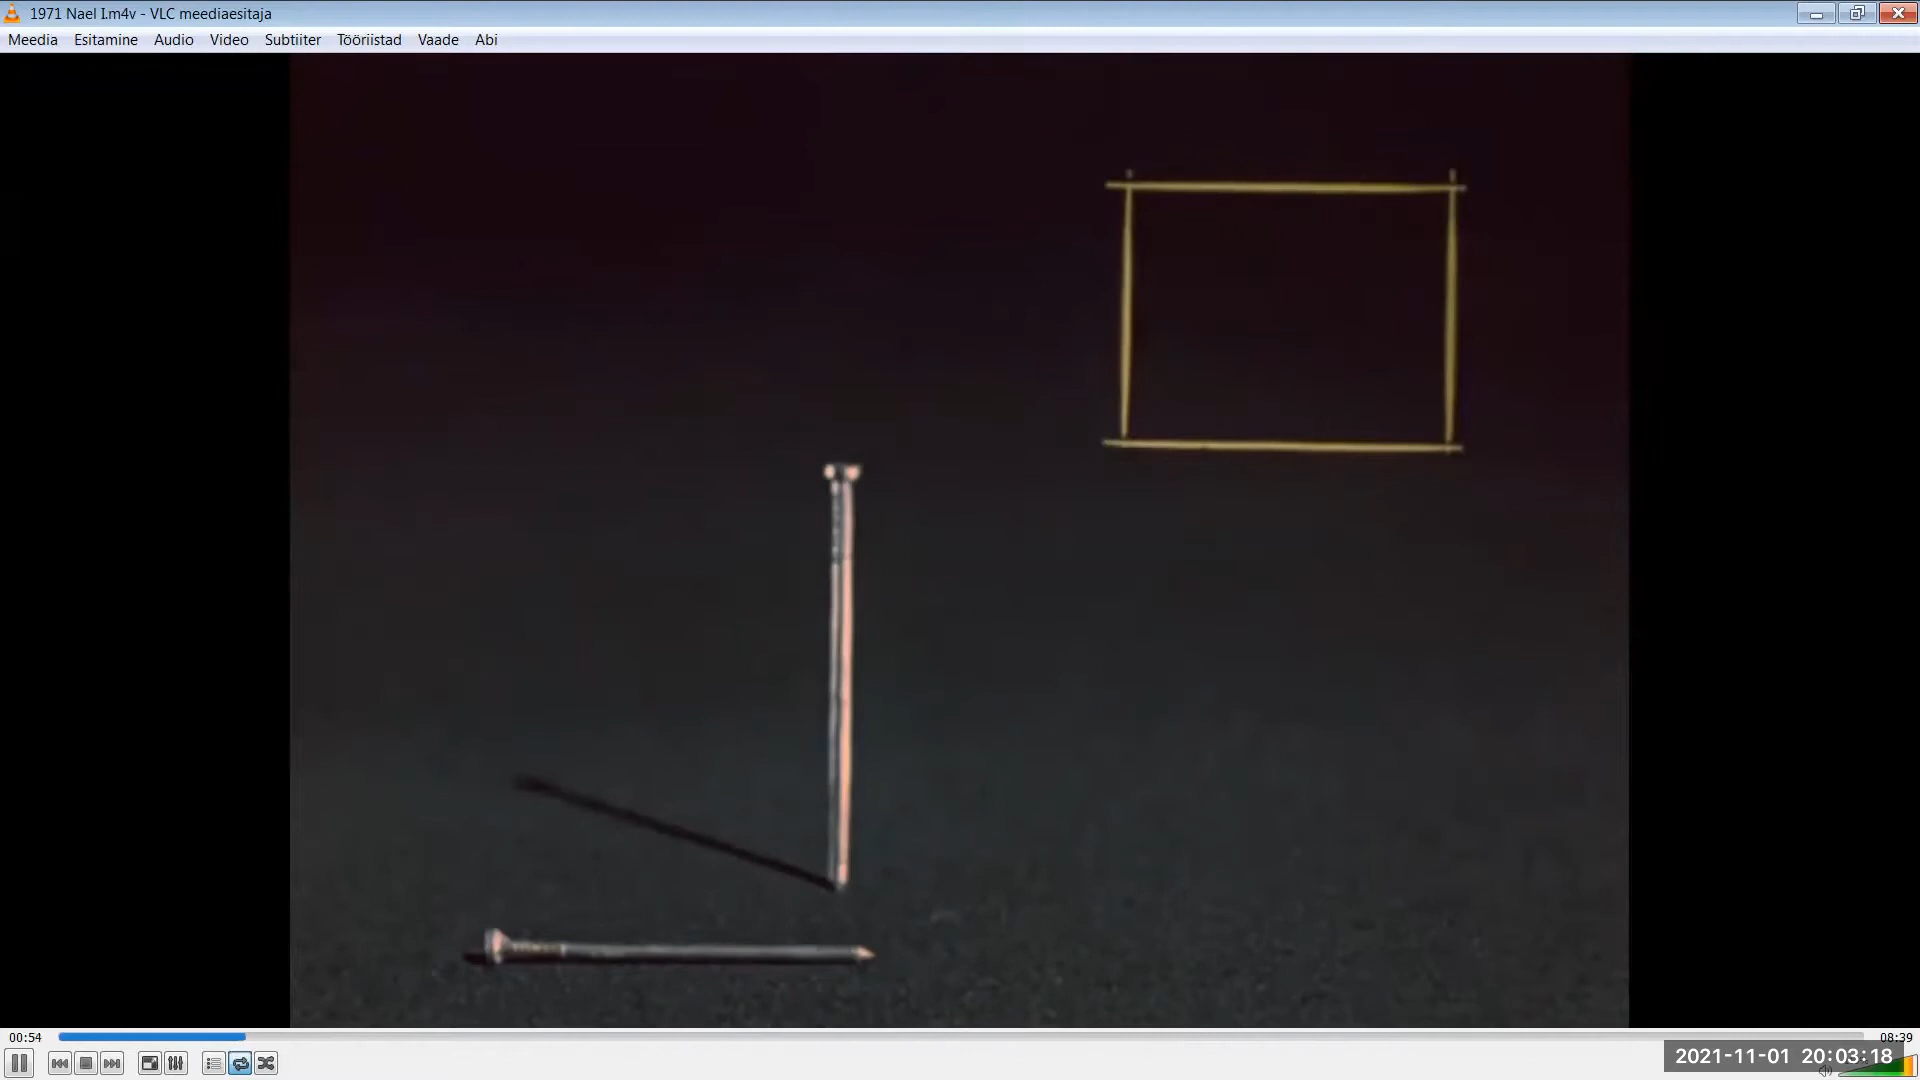 1971 Nael I.m4v - VLC meediaesitaja
Meedia Esitamine Audio Video Subtiiter Tööriistad Vaade Abi
00:54
08:39
2021-11-01 20:03:18